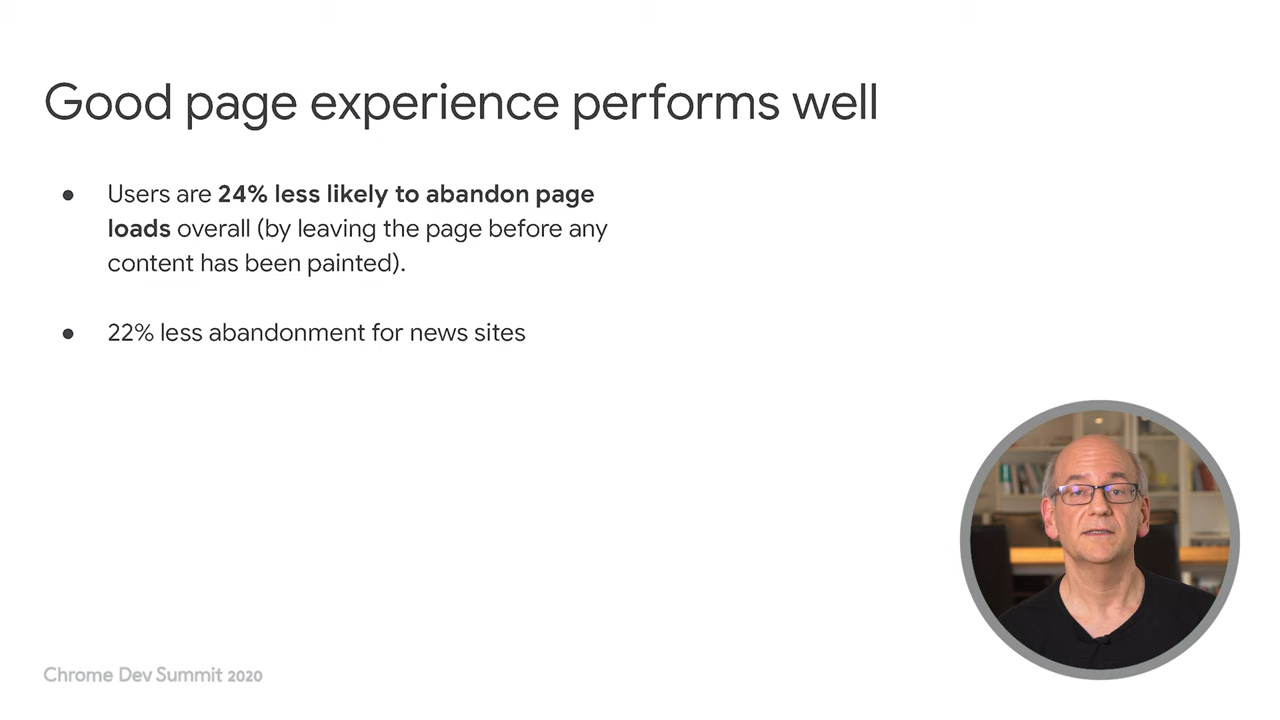 Good page experience performs well
● Users are 24% less likely to abandon page
loads overall (by leaving the page before any
content has been painted).
● 22% less abandonment for news sites
Chrome Dev Summit 2020